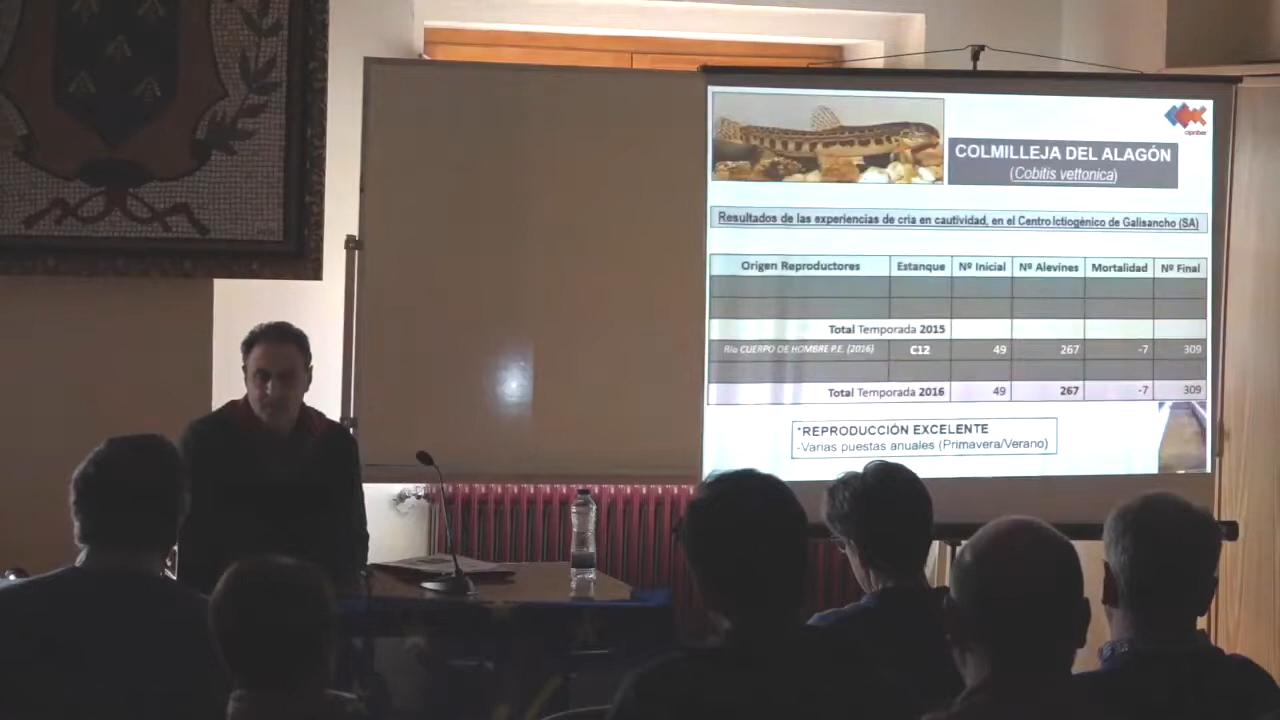 cipriber
COLMILLEJA DEL ALAGÓN
(Cobitis vettonica)
Resultados de las experiencias de cria en cautividad, en el Centro Ictiogénico de Galisancho (SA)
Origen Reproductores Estanque Nº Inicial Nº Alevines Mortalidad Nº Final
Total Temporada 2015
Río CUERPO DE HOMBRE P.E. (2016) C12 49 267 -7 309
Total Temporada 2016 49 267 -7 309
*REPRODUCCIÓN EXCELENTE
-Varias puestas anuales (Primavera/Verano)